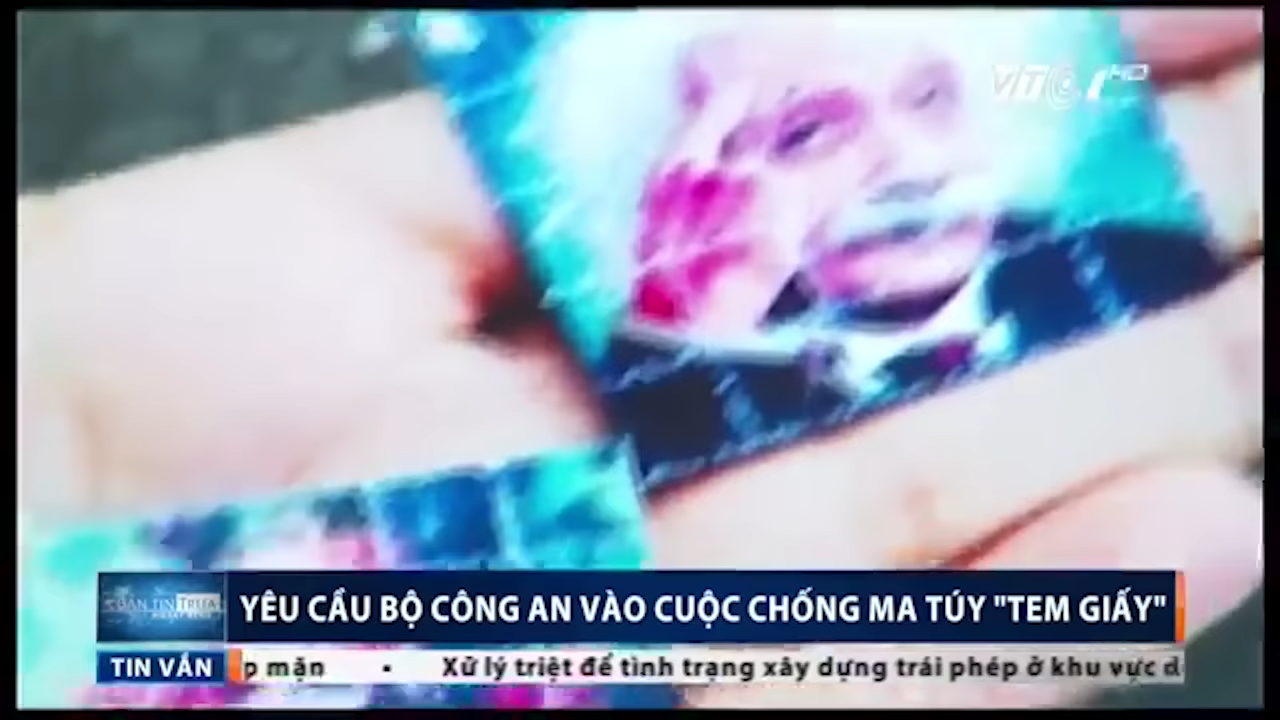 VTC1 HD
YÊU CẦU BỘ CÔNG AN VÀO CUỘC CHỐNG MA TÚY "TEM GIẤY"
TIN VẮN
p mặn • Xử lý triệt để tình trạng xây dựng trái phép ở khu vực